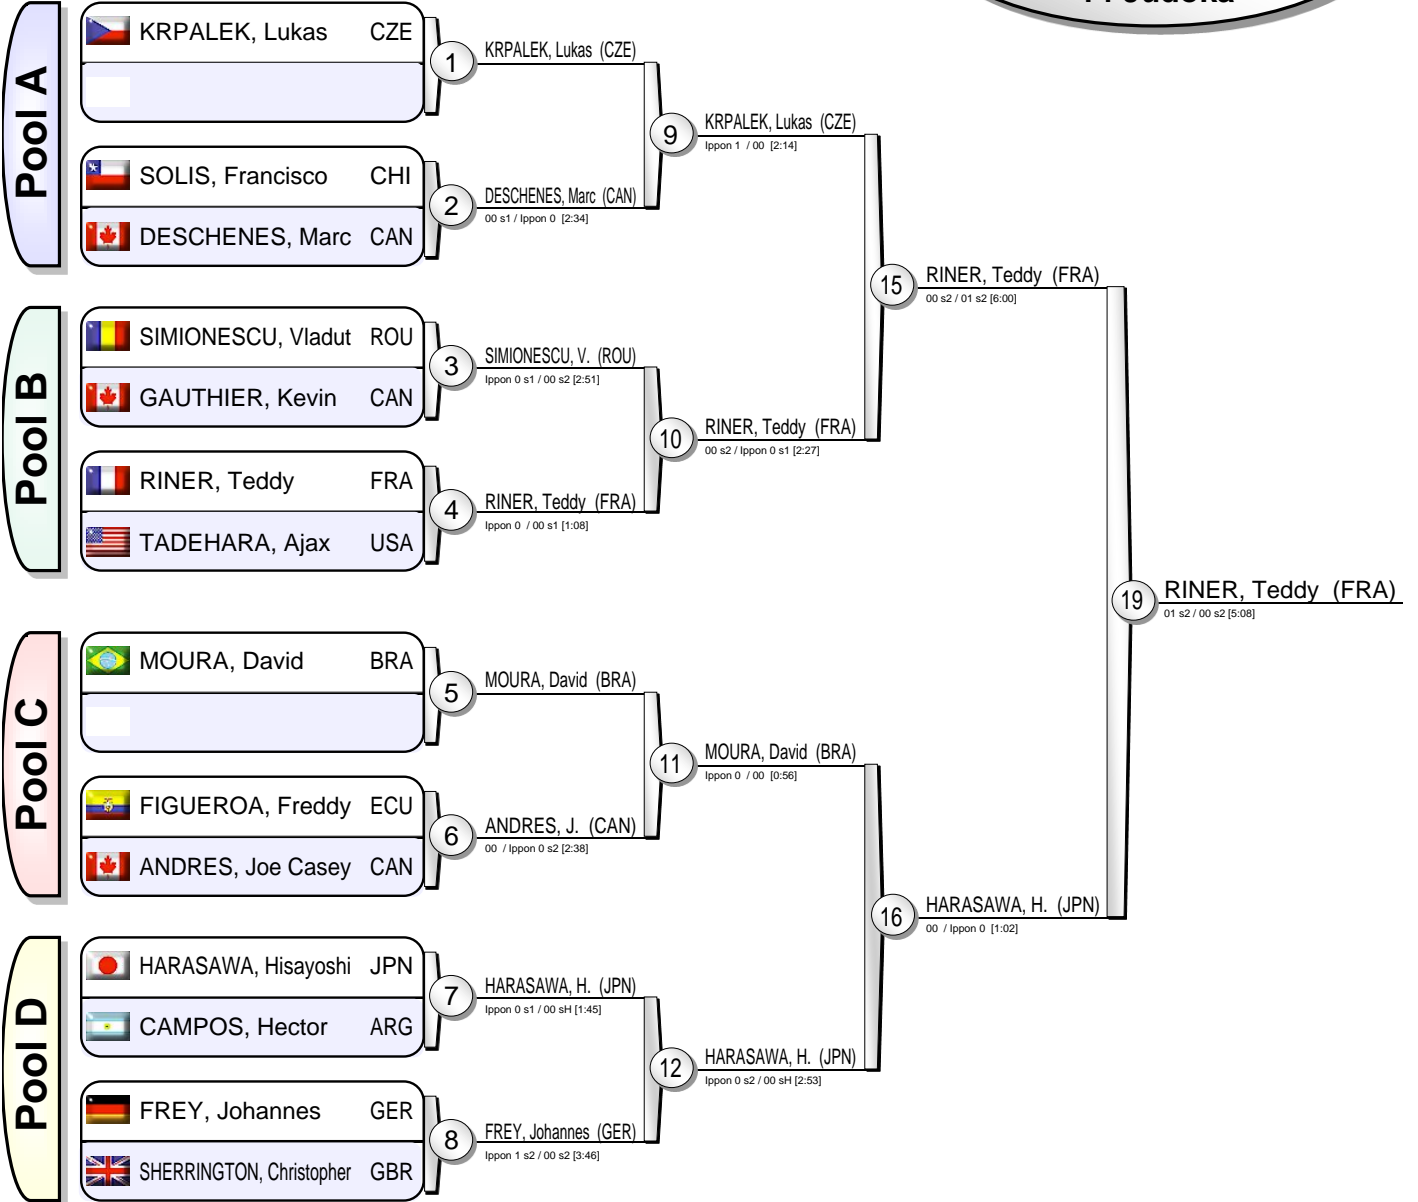 14 Judoka
Pool A
KRPALEK, Lukas CZE
1
KRPALEK, Lukas (CZE)
SOLIS, Francisco CHI
DESCHENES, Marc CAN
2
DESCHENES, Marc (CAN)
00 s1 / Ippon 0 [2:34]
9
KRPALEK, Lukas (CZE)
Ippon 1 / 00 [2:14]
Pool B
SIMIONESCU, Vladut ROU
GAUTHIER, Kevin CAN
3
SIMIONESCU, V. (ROU)
Ippon 0 s1 / 00 s2 [2:51]
RINER, Teddy FRA
TADEHARA, Ajax USA
4
RINER, Teddy (FRA)
Ippon 0 / 00 s1 [1:08]
10
RINER, Teddy (FRA)
00 s2 / Ippon 0 s1 [2:27]
15
RINER, Teddy (FRA)
00 s2 / 01 s2 [6:00]
Pool C
MOURA, David BRA
5
MOURA, David (BRA)
FIGUEROA, Freddy ECU
ANDRES, Joe Casey CAN
6
ANDRES, J. (CAN)
00 / Ippon 0 s2 [2:38]
11
MOURA, David (BRA)
Ippon 0 / 00 [0:56]
Pool D
HARASAWA, Hisayoshi JPN
CAMPOS, Hector ARG
7
HARASAWA, H. (JPN)
Ippon 0 s1 / 00 sH [1:45]
FREY, Johannes GER
SHERRINGTON, Christopher GBR
8
FREY, Johannes (GER)
Ippon 1 s2 / 00 s2 [3:46]
12
HARASAWA, H. (JPN)
Ippon 0 s2 / 00 sH [2:53]
16
HARASAWA, H. (JPN)
00 / Ippon 0 [1:02]
19
RINER, Teddy (FRA)
01 s2 / 00 s2 [5:08]